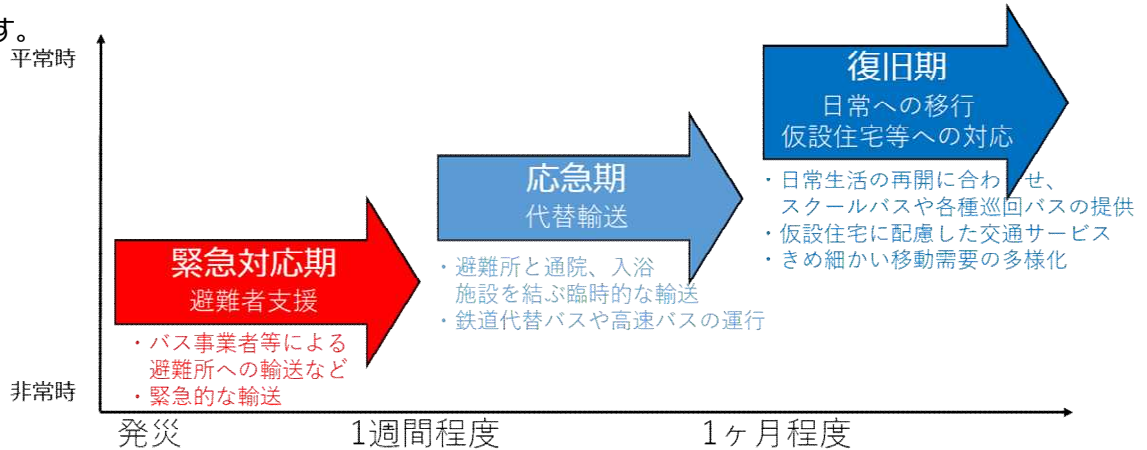 す。
平常時
復旧期
日常への移行
仮設住宅等への対応
・日常生活の再開に合わせ、
スクールバスや各種巡回バスの提供
・仮設住宅に配慮した交通サービス
・きめ細かい移動需要の多様化
応急期
代替輸送
・避難所と通院、入浴
施設を結ぶ臨時的な輸送
・鉄道代替バスや高速バスの運行
緊急対応期
避難者支援
・バス事業者等による
避難所への輸送など
・緊急的な輸送
非常時
発災
1週間程度
1ヶ月程度